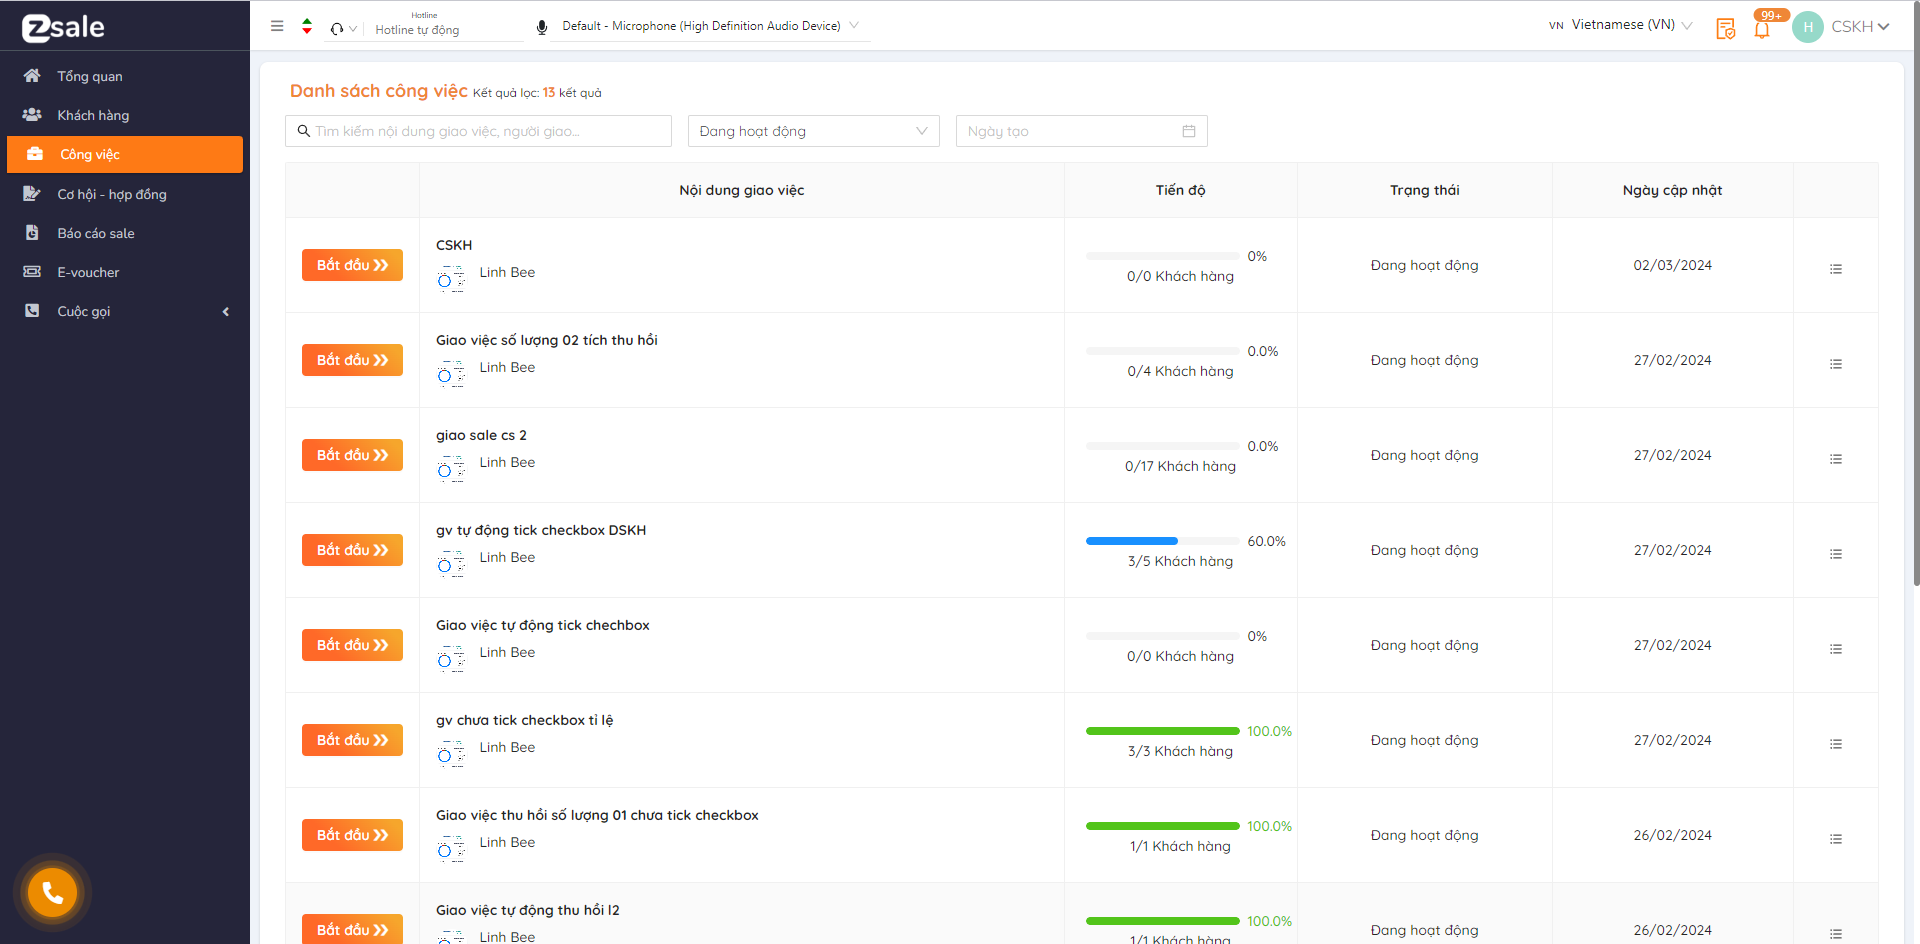 zsale
Hotline
Hotline tự động
Default - Microphone (High Definition Audio Device)
VN Vietnamese (VN)
99+
H
CSKH
Tổng quan
Khách hàng
Công việc
Cơ hội - hợp đồng
Báo cáo sale
E-voucher
Cuộc gọi
Danh sách công việc Kết quả lọc: 13 kết quả
Tìm kiếm nội dung giao việc, người giao...
Đang hoạt động
Ngày tạo
Nội dung giao việc Tiến độ Trạng thái Ngày cập nhật
CSKH
Bắt đầu Linh Bee 0% Đang hoạt động 02/03/2024
0/0 Khách hàng
Giao việc số lượng 02 tích thu hồi
Bắt đầu Linh Bee 0.0% Đang hoạt động 27/02/2024
0/4 Khách hàng
giao sale cs 2
Bắt đầu Linh Bee 0.0% Đang hoạt động 27/02/2024
0/17 Khách hàng
gv tự động tick checkbox DSKH
Bắt đầu Linh Bee 60.0% Đang hoạt động 27/02/2024
3/5 Khách hàng
Giao việc tự động tick chechbox
Bắt đầu Linh Bee 0% Đang hoạt động 27/02/2024
0/0 Khách hàng
gv chưa tick checkbox tỉ lệ
Bắt đầu Linh Bee 100.0% Đang hoạt động 27/02/2024
3/3 Khách hàng
Giao việc thu hồi số lượng 01 chưa tick checkbox
Bắt đầu Linh Bee 100.0% Đang hoạt động 26/02/2024
1/1 Khách hàng
Giao việc tự động thu hồi l2
Bắt đầu Linh Bee 100.0% Đang hoạt động 26/02/2024
1/1 Khách hàng